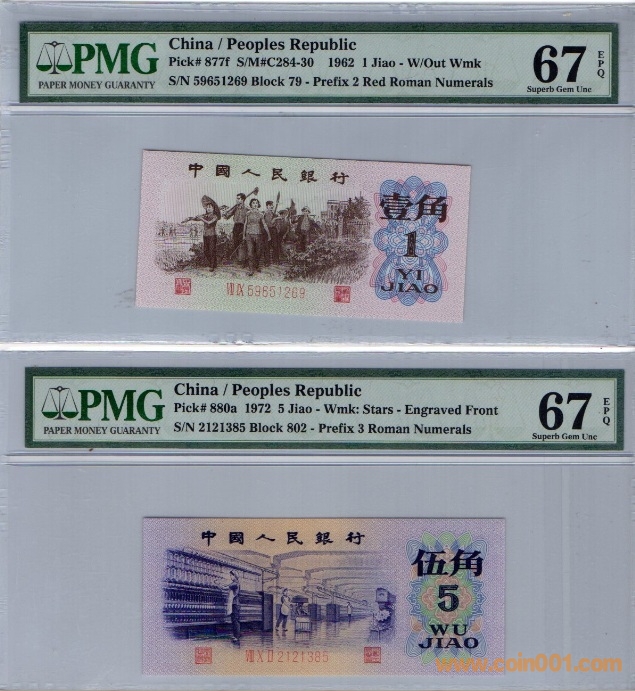 PMG
PAPER MONEY GUARANTY
China / Peoples Republic
Pick# 877f S/M#C284-30 1962 1 Jiao - W/Out Wmk
S/N 59651269 Block 79 - Prefix 2 Red Roman Numerals
67
EPQ
Superb Gem Unc
中國人民銀行
壹角
1
YI
JIAO
VII IX 59651269
PMG
PAPER MONEY GUARANTY
China / Peoples Republic
Pick# 880a 1972 5 Jiao - Wmk: Stars - Engraved Front
S/N 2121385 Block 802 - Prefix 3 Roman Numerals
67
EPQ
Superb Gem Unc
中國人民銀行
伍角
5
WU
JIAO
2121385
www.coin001.com